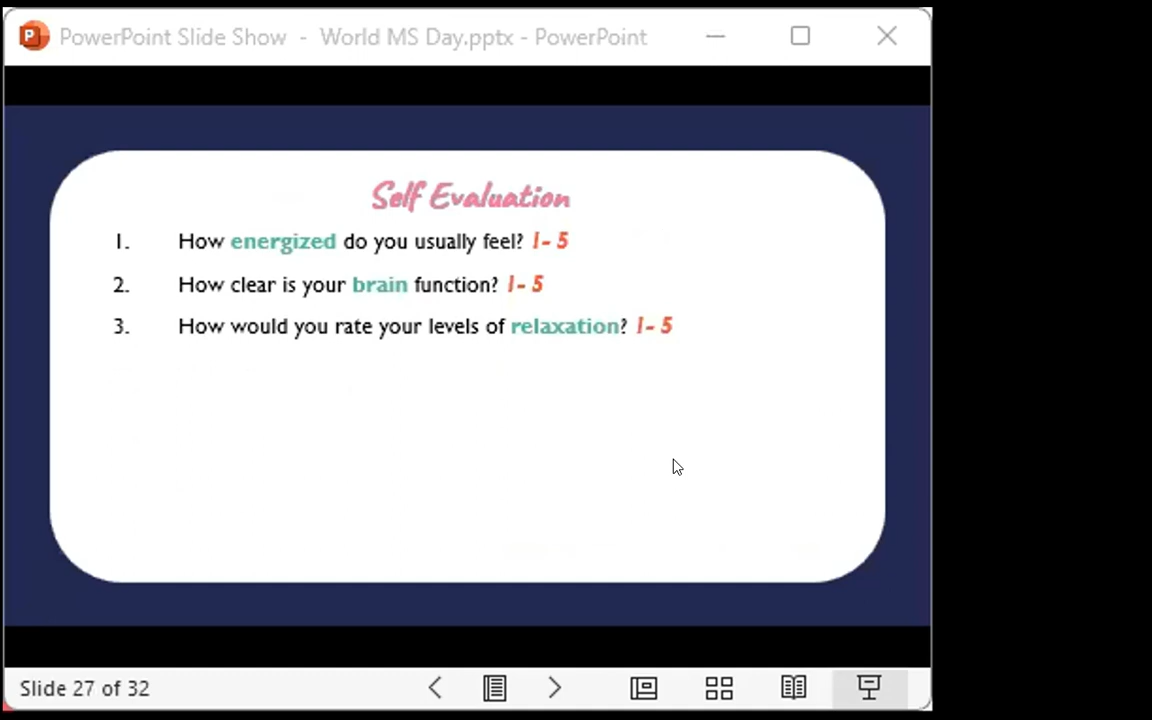 PowerPoint Slide Show - World MS Day.pptx - PowerPoint
Self Evaluation
1. How energized do you usually feel? 1- 5
2. How clear is your brain function? 1- 5
3. How would you rate your levels of relaxation? 1- 5
Slide 27 of 32